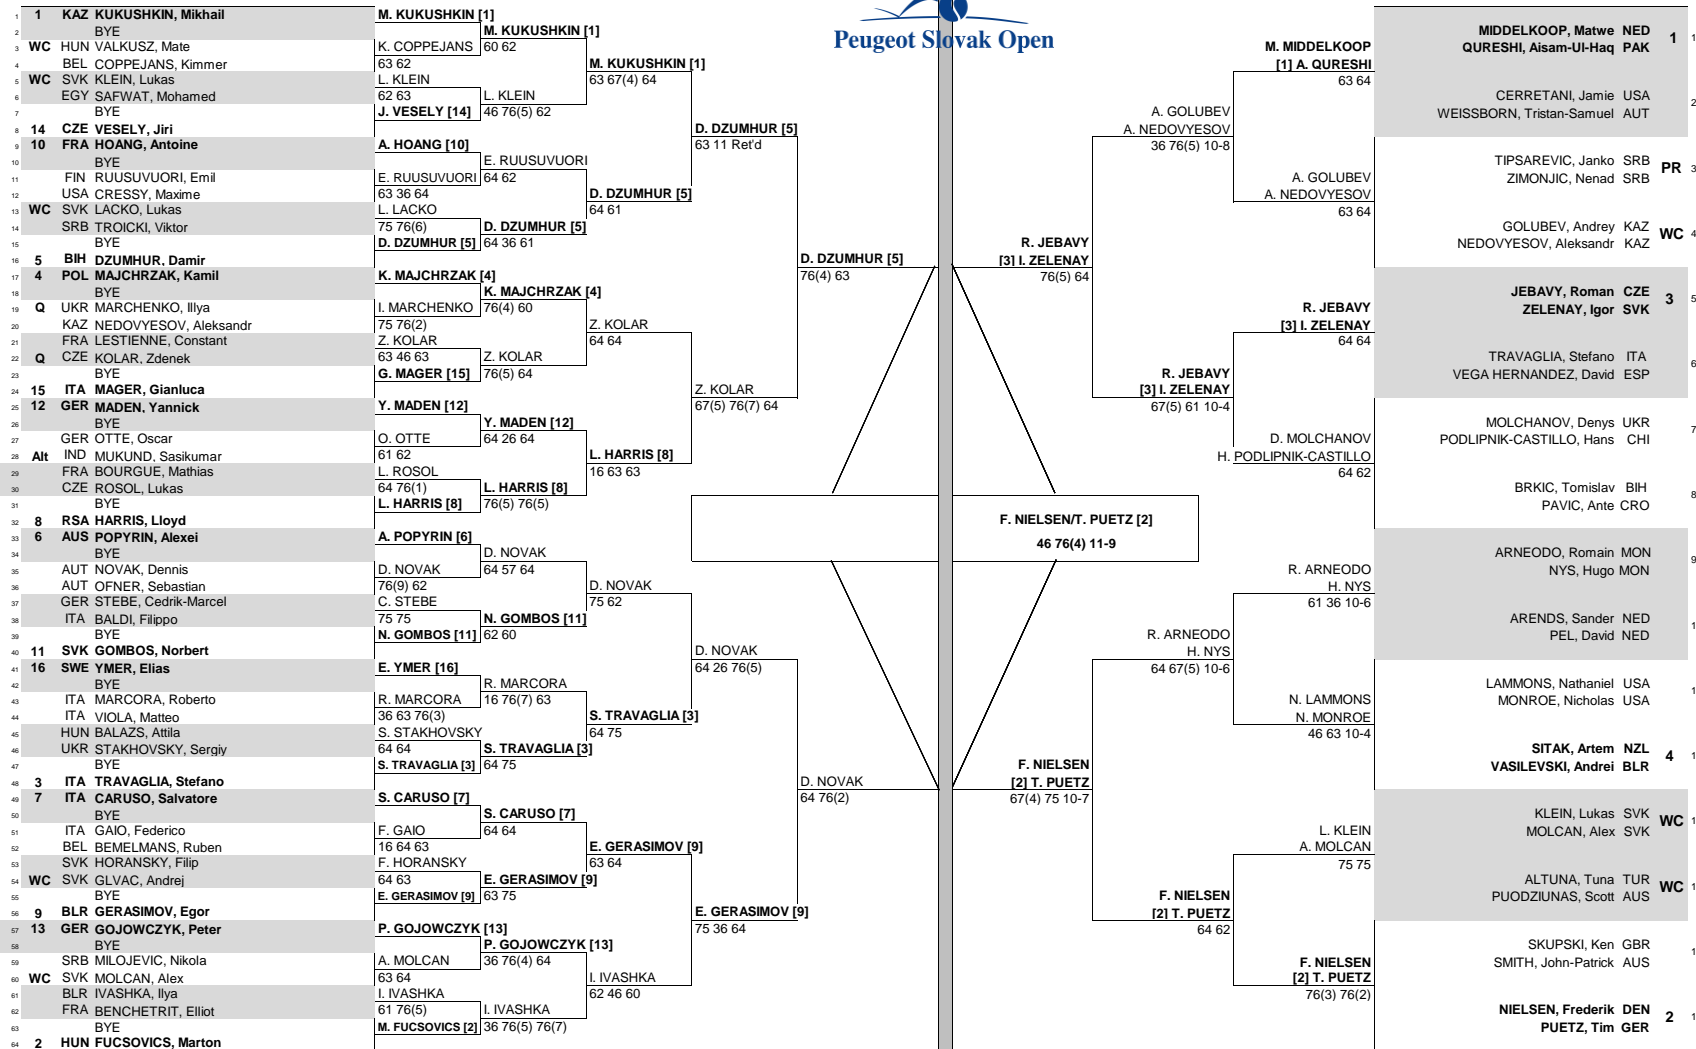 Peugeot Slovak Open
1 1 KAZ KUKUSHKIN, Mikhail
2 BYE
3 WC HUN VALKUSZ, Mate
4 BEL COPPEJANS, Kimmer
5 WC SVK KLEIN, Lukas
6 EGY SAFWAT, Mohamed
7 BYE
8 14 CZE VESELY, Jiri
9 10 FRA HOANG, Antoine
10 BYE
11 FIN RUUSUVUORI, Emil
12 USA CRESSY, Maxime
13 WC SVK LACKO, Lukas
14 SRB TROICKI, Viktor
15 BYE
16 5 BIH DZUMHUR, Damir
17 4 POL MAJCHRZAK, Kamil
18 BYE
19 Q UKR MARCHENKO, Illya
20 KAZ NEDOVYESOV, Aleksandr
21 FRA LESTIENNE, Constant
22 Q CZE KOLAR, Zdenek
23 BYE
24 15 ITA MAGER, Gianluca
25 12 GER MADEN, Yannick
26 BYE
27 GER OTTE, Oscar
28 Alt IND MUKUND, Sasikumar
29 FRA BOURGUE, Mathias
30 CZE ROSOL, Lukas
31 BYE
32 8 RSA HARRIS, Lloyd
33 6 AUS POPYRIN, Alexei
34 BYE
35 AUT NOVAK, Dennis
36 AUT OFNER, Sebastian
37 GER STEBE, Cedrik-Marcel
38 ITA BALDI, Filippo
39 BYE
40 11 SVK GOMBOS, Norbert
41 16 SWE YMER, Elias
42 BYE
43 ITA MARCORA, Roberto
44 ITA VIOLA, Matteo
45 HUN BALAZS, Attila
46 UKR STAKHOVSKY, Sergiy
47 BYE
48 3 ITA TRAVAGLIA, Stefano
49 7 ITA CARUSO, Salvatore
50 BYE
51 ITA GAIO, Federico
52 BEL BEMELMANS, Ruben
53 SVK HORANSKY, Filip
54 WC SVK GLVAC, Andrej
55 BYE
56 9 BLR GERASIMOV, Egor
57 13 GER GOJOWCZYK, Peter
58 BYE
59 SRB MILOJEVIC, Nikola
60 WC SVK MOLCAN, Alex
61 BLR IVASHKA, Ilya
62 FRA BENCHETRIT, Elliot
63 BYE
64 2 HUN FUCSOVICS, Marton
M. KUKUSHKIN [1]
K. COPPEJANS
63 62
L. KLEIN
62 63
J. VESELY [14]
A. HOANG [10]
E. RUUSUVUORI
63 36 64
L. LACKO
75 76(6)
D. DZUMHUR [5]
K. MAJCHRZAK [4]
I. MARCHENKO
75 76(2)
Z. KOLAR
63 46 63
G. MAGER [15]
Y. MADEN [12]
O. OTTE
61 62
L. ROSOL
64 76(1)
L. HARRIS [8]
A. POPYRIN [6]
D. NOVAK
76(9) 62
C. STEBE
75 75
N. GOMBOS [11]
E. YMER [16]
R. MARCORA
36 63 76(3)
S. STAKHOVSKY
64 64
S. TRAVAGLIA [3]
S. CARUSO [7]
F. GAIO
16 64 63
F. HORANSKY
64 63
E. GERASIMOV [9]
P. GOJOWCZYK [13]
A. MOLCAN
63 64
I. IVASHKA
61 76(5)
M. FUCSOVICS [2]
M. KUKUSHKIN [1]
60 62
L. KLEIN
46 76(5) 62
E. RUUSUVUORI
64 62
D. DZUMHUR [5]
64 36 61
K. MAJCHRZAK [4]
76(4) 60
Z. KOLAR
76(5) 64
Y. MADEN [12]
64 26 64
L. HARRIS [8]
76(5) 76(5)
D. NOVAK
64 57 64
N. GOMBOS [11]
62 60
R. MARCORA
16 76(7) 63
S. TRAVAGLIA [3]
64 75
S. CARUSO [7]
64 64
E. GERASIMOV [9]
63 75
P. GOJOWCZYK [13]
36 76(4) 64
I. IVASHKA
36 76(5) 76(7)
M. KUKUSHKIN [1]
63 67(4) 64
D. DZUMHUR [5]
64 61
Z. KOLAR
64 64
L. HARRIS [8]
16 63 63
D. NOVAK
75 62
S. TRAVAGLIA [3]
64 75
E. GERASIMOV [9]
63 64
I. IVASHKA
62 46 60
D. DZUMHUR [5]
63 11 Ret'd
Z. KOLAR
67(5) 76(7) 64
D. NOVAK
64 26 76(5)
E. GERASIMOV [9]
75 36 64
D. DZUMHUR [5]
76(4) 63
D. NOVAK
64 76(2)
F. NIELSEN/T. PUETZ [2]
46 76(4) 11-9
R. JEBAVY
[3] I. ZELENAY
76(5) 64
F. NIELSEN
[2] T. PUETZ
67(4) 75 10-7
A. GOLUBEV
A. NEDOVYESOV
36 76(5) 10-8
R. JEBAVY
[3] I. ZELENAY
67(5) 61 10-4
R. ARNEODO
H. NYS
64 67(5) 10-6
F. NIELSEN
[2] T. PUETZ
64 62
M. MIDDELKOOP
[1] A. QURESHI
63 64
A. GOLUBEV
A. NEDOVYESOV
63 64
R. JEBAVY
[3] I. ZELENAY
64 64
D. MOLCHANOV
H. PODLIPNIK-CASTILLO
64 62
R. ARNEODO
H. NYS
61 36 10-6
N. LAMMONS
N. MONROE
46 63 10-4
L. KLEIN
A. MOLCAN
75 75
F. NIELSEN
[2] T. PUETZ
76(3) 76(2)
MIDDELKOOP, Matwe NED
QURESHI, Aisam-Ul-Haq PAK 1 1
CERRETANI, Jamie USA
WEISSBORN, Tristan-Samuel AUT 2
TIPSAREVIC, Janko SRB
ZIMONJIC, Nenad SRB PR 3
GOLUBEV, Andrey KAZ
NEDOVYESOV, Aleksandr KAZ WC 4
JEBAVY, Roman CZE
ZELENAY, Igor SVK 3 5
TRAVAGLIA, Stefano ITA
VEGA HERNANDEZ, David ESP 6
MOLCHANOV, Denys UKR
PODLIPNIK-CASTILLO, Hans CHI 7
BRKIC, Tomislav BIH
PAVIC, Ante CRO 8
ARNEODO, Romain MON
NYS, Hugo MON 9
ARENDS, Sander NED
PEL, David NED 1
LAMMONS, Nathaniel USA
MONROE, Nicholas USA 1
SITAK, Artem NZL
VASILEVSKI, Andrei BLR 4 1
KLEIN, Lukas SVK
MOLCAN, Alex SVK WC 1
ALTUNA, Tuna TUR
PUODZIUNAS, Scott AUS WC 1
SKUPSKI, Ken GBR
SMITH, John-Patrick AUS 1
NIELSEN, Frederik DEN
PUETZ, Tim GER 2 1